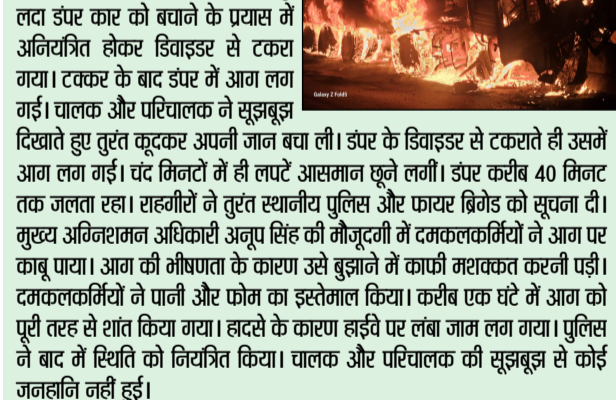 लदा डंपर कार को बचाने के प्रयास में
अनियंत्रित होकर डिवाइडर से टकरा
गया। टक्कर के बाद डंपर में आग लग
गई। चालक और परिचालक ने सूझबूझ
Galaxy Z Fold5
दिखाते हुए तुरंत कूदकर अपनी जान बचा ली। डंपर के डिवाइडर से टकराते ही उसमें
आग लग गई। चंद मिनटों में ही लपटें आसमान छूने लगीं। डंपर करीब 40 मिनट
तक जलता रहा। राहगीरों ने तुरंत स्थानीय पुलिस और फायर ब्रिगेड को सूचना दी।
मुख्य अग्निशमन अधिकारी अनूप सिंह की मौजूदगी में दमकलकर्मियों ने आग पर
काबू पाया। आग की भीषणता के कारण उसे बुझाने में काफी मशक्कत करनी पड़ी।
दमकलकर्मियों ने पानी और फोम का इस्तेमाल किया। करीब एक घंटे में आग को
पूरी तरह से शांत किया गया। हादसे के कारण हाईवे पर लंबा जाम लग गया। पुलिस
ने बाद में स्थिति को नियंत्रित किया। चालक और परिचालक की सूझबूझ से कोई
जनहानि नहीं हुई।